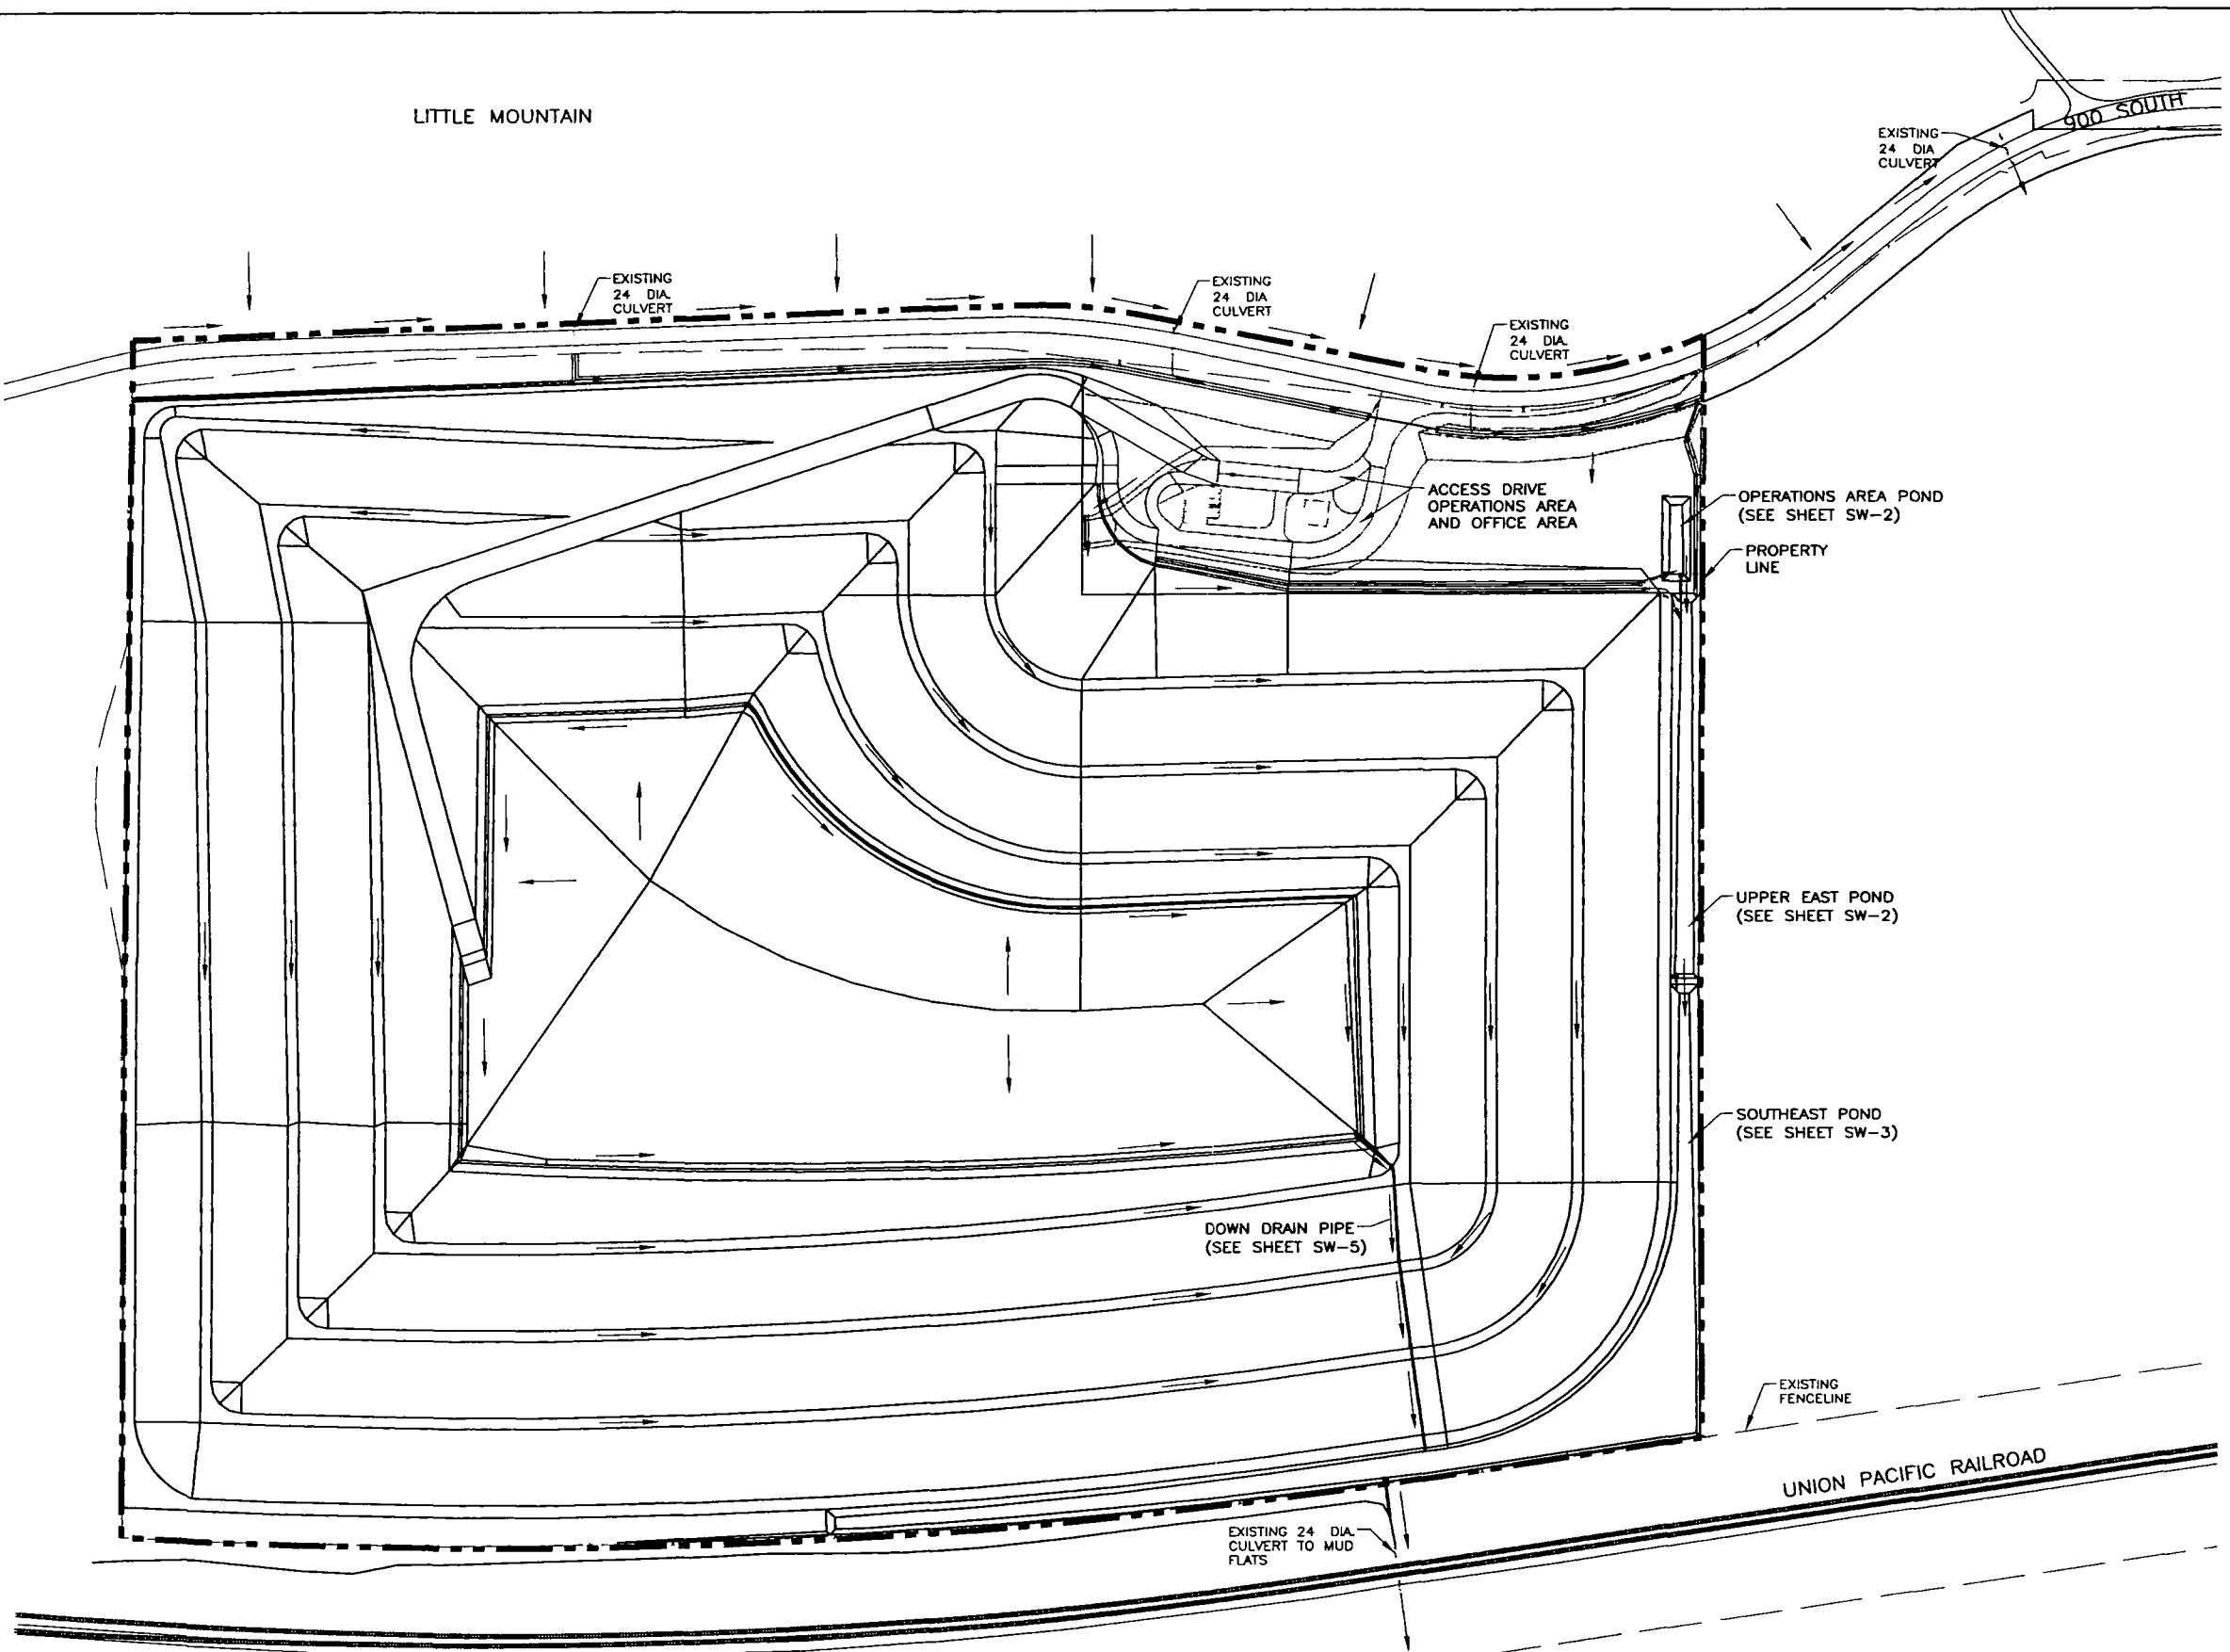 LITTLE MOUNTAIN
900 SOUTH
EXISTING
24 DIA
CULVERT
EXISTING
24 DIA.
CULVERT
EXISTING
24 DIA
CULVERT
EXISTING
24 DIA.
CULVERT
ACCESS DRIVE
OPERATIONS AREA
AND OFFICE AREA
OPERATIONS AREA POND
(SEE SHEET SW-2)
PROPERTY
LINE
UPPER EAST POND
(SEE SHEET SW-2)
SOUTHEAST POND
(SEE SHEET SW-3)
DOWN DRAIN PIPE
(SEE SHEET SW-5)
EXISTING
FENCELINE
UNION PACIFIC RAILROAD
EXISTING 24 DIA.
CULVERT TO MUD
FLATS